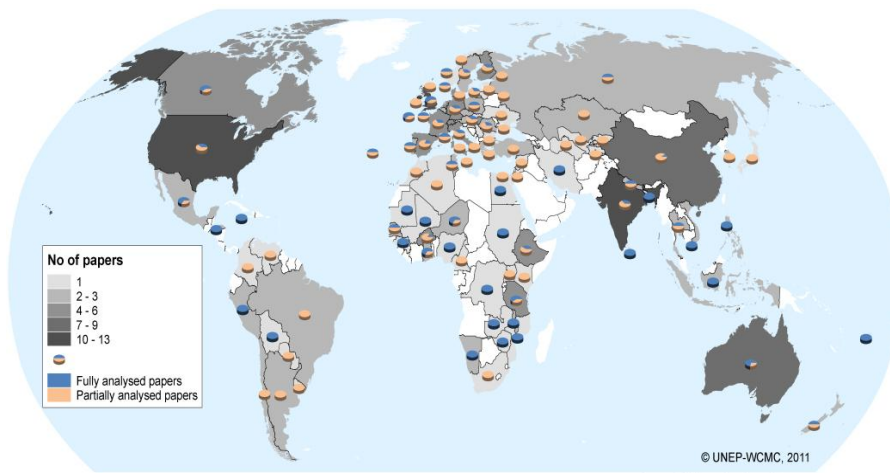 No of papers
1
2 - 3
4 - 6
7 - 9
10 - 13
Fully analysed papers
Partially analysed papers
© UNEP-WCMC, 2011